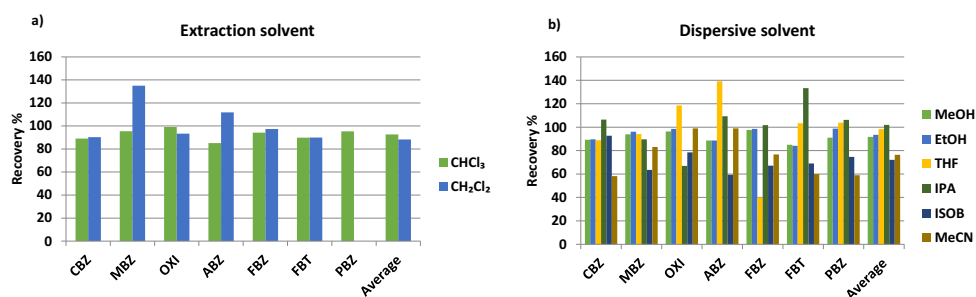 a)
Extraction solvent
Recovery %
160
140
120
100
80
60
40
20
0
CBZ
MBZ
OXI
ABZ
FBZ
FBT
PBZ
Average
CHCl₃
CH₂Cl₂
b)
Dispersive solvent
Recovery %
160
140
120
100
80
60
40
20
0
CBZ
MBZ
OXI
ABZ
FBZ
FBT
PBZ
Average
MeOH
EtOH
THF
IPA
ISOB
MeCN